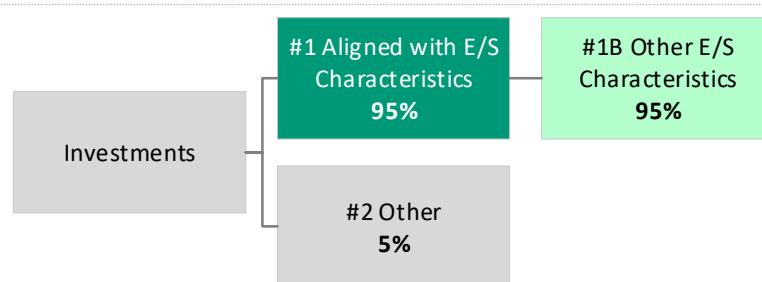 #1 Aligned with E/S
Characteristics
95%
#1B Other E/S
Characteristics
95%
Investments
#2 Other
5%